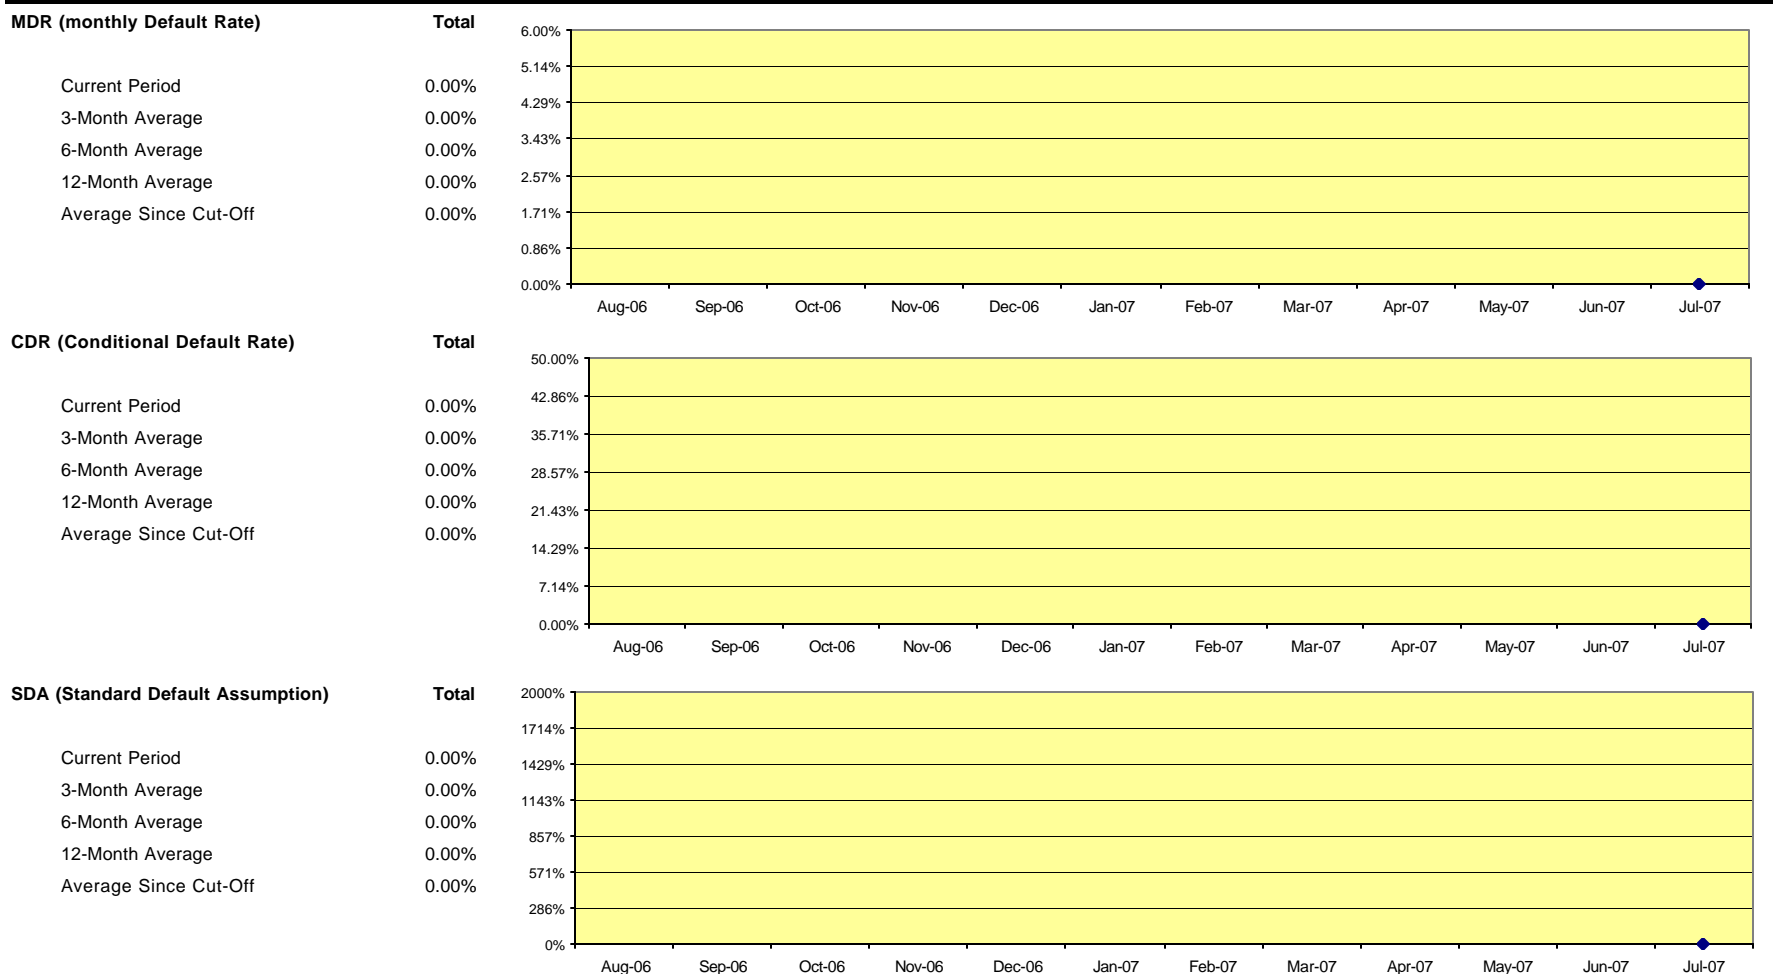 MDR (monthly Default Rate) Total
Current Period 0.00%
3-Month Average 0.00%
6-Month Average 0.00%
12-Month Average 0.00%
Average Since Cut-Off 0.00%
6.00%
5.14%
4.29%
3.43%
2.57%
1.71%
0.86%
0.00%
Aug-06 Sep-06 Oct-06 Nov-06 Dec-06 Jan-07 Feb-07 Mar-07 Apr-07 May-07 Jun-07 Jul-07
CDR (Conditional Default Rate) Total
Current Period 0.00%
3-Month Average 0.00%
6-Month Average 0.00%
12-Month Average 0.00%
Average Since Cut-Off 0.00%
50.00%
42.86%
35.71%
28.57%
21.43%
14.29%
7.14%
0.00%
Aug-06 Sep-06 Oct-06 Nov-06 Dec-06 Jan-07 Feb-07 Mar-07 Apr-07 May-07 Jun-07 Jul-07
SDA (Standard Default Assumption) Total
Current Period 0.00%
3-Month Average 0.00%
6-Month Average 0.00%
12-Month Average 0.00%
Average Since Cut-Off 0.00%
2000%
1714%
1429%
1143%
857%
571%
286%
0%
Aug-06 Sep-06 Oct-06 Nov-06 Dec-06 Jan-07 Feb-07 Mar-07 Apr-07 May-07 Jun-07 Jul-07